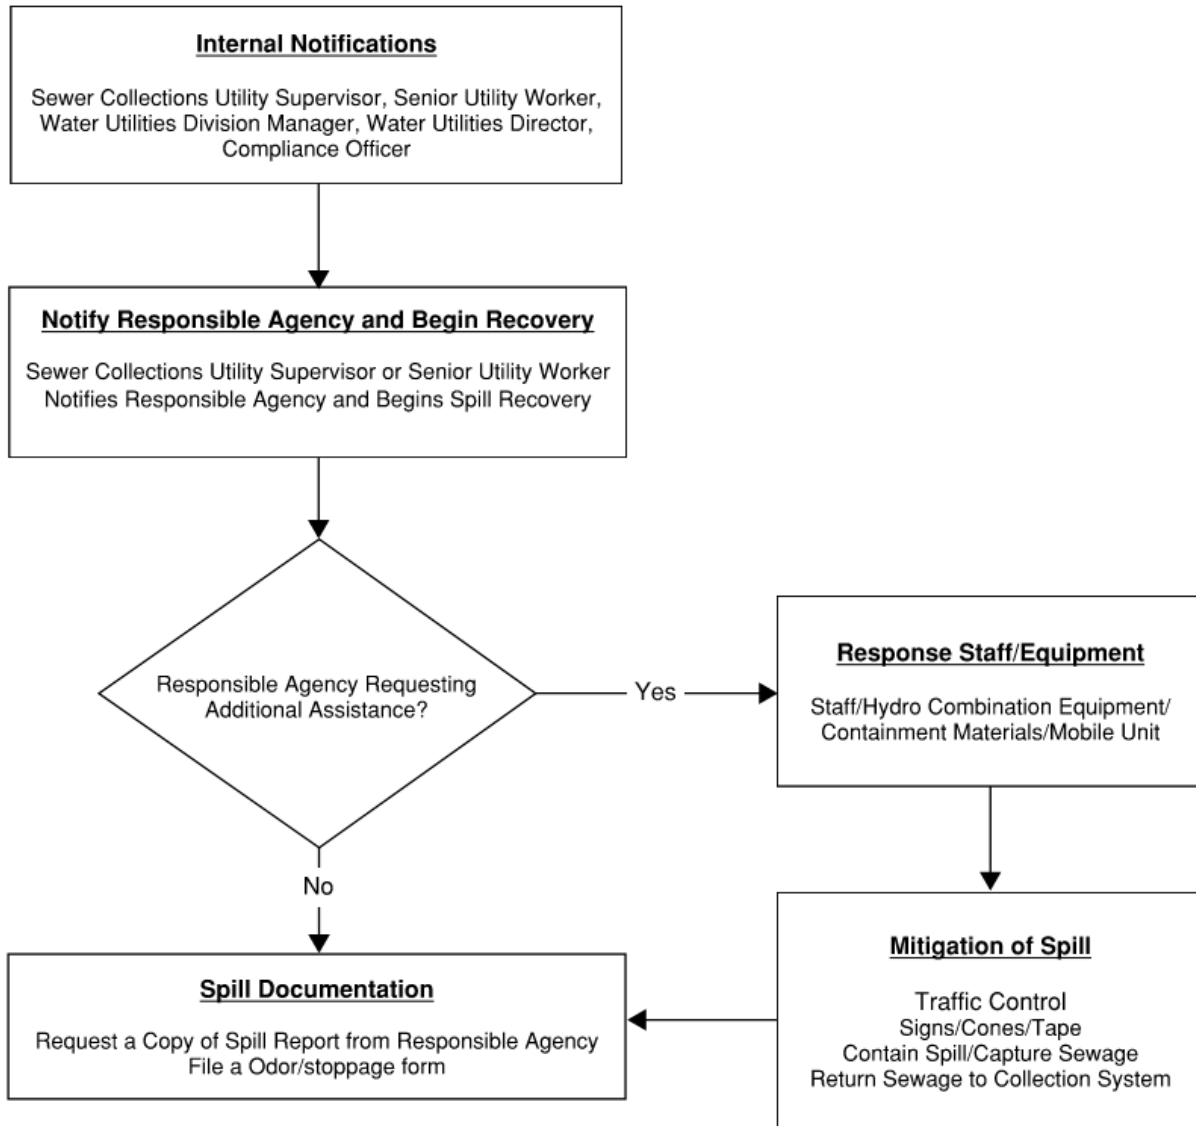 Internal Notifications
Sewer Collections Utility Supervisor, Senior Utility Worker,
Water Utilities Division Manager, Water Utilities Director,
Compliance Officer
Notify Responsible Agency and Begin Recovery
Sewer Collections Utility Supervisor or Senior Utility Worker
Notifies Responsible Agency and Begins Spill Recovery
Responsible Agency Requesting
Additional Assistance?
Yes
Response Staff/Equipment
Staff/Hydro Combination Equipment/
Containment Materials/Mobile Unit
No
Mitigation of Spill
Traffic Control
Signs/Cones/Tape
Contain Spill/Capture Sewage
Return Sewage to Collection System
Spill Documentation
Request a Copy of Spill Report from Responsible Agency
File a Odor/stoppage form